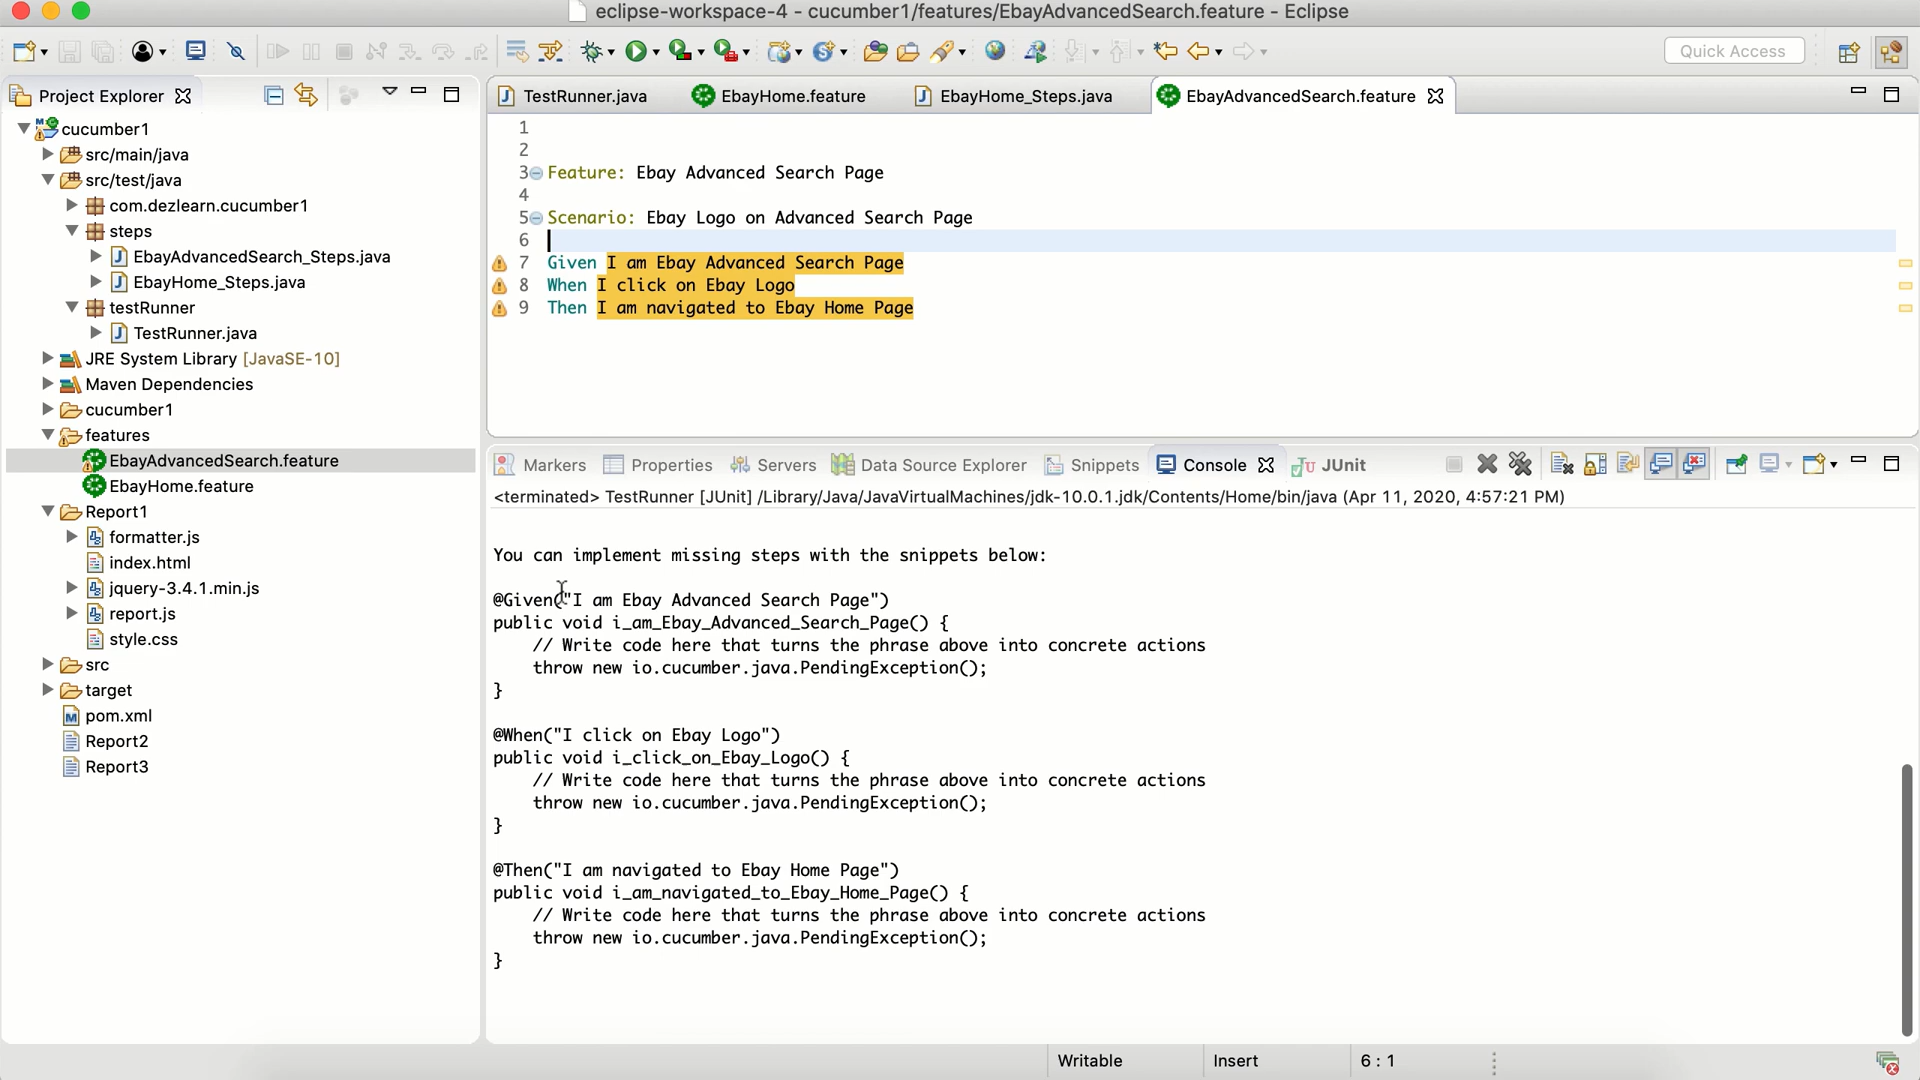 eclipse-workspace-4 - cucumber1/features/EbayAdvancedSearch.feature - Eclipse
Quick Access
Project Explorer
cucumber1
src/main/java
src/test/java
com.dezlearn.cucumber1
steps
EbayAdvancedSearch_Steps.java
EbayHome_Steps.java
testRunner
TestRunner.java
JRE System Library [JavaSE-10]
Maven Dependencies
cucumber1
features
EbayAdvancedSearch.feature
EbayHome.feature
Report1
formatter.js
index.html
jquery-3.4.1.min.js
report.js
style.css
src
target
pom.xml
Report2
Report3
TestRunner.java EbayHome.feature EbayHome_Steps.java EbayAdvancedSearch.feature
1
2
3 Feature: Ebay Advanced Search Page
4
5 Scenario: Ebay Logo on Advanced Search Page
6
7 Given I am Ebay Advanced Search Page
8 When I click on Ebay Logo
9 Then I am navigated to Ebay Home Page
Markers Properties Servers Data Source Explorer Snippets Console JUnit
<terminated> TestRunner [JUnit] /Library/Java/JavaVirtualMachines/jdk-10.0.1.jdk/Contents/Home/bin/java (Apr 11, 2020, 4:57:21 PM)
You can implement missing steps with the snippets below:
@Given("I am Ebay Advanced Search Page")
public void i_am_Ebay_Advanced_Search_Page() {
// Write code here that turns the phrase above into concrete actions
throw new io.cucumber.java.PendingException();
}
@When("I click on Ebay Logo")
public void i_click_on_Ebay_Logo() {
// Write code here that turns the phrase above into concrete actions
throw new io.cucumber.java.PendingException();
}
@Then("I am navigated to Ebay Home Page")
public void i_am_navigated_to_Ebay_Home_Page() {
// Write code here that turns the phrase above into concrete actions
throw new io.cucumber.java.PendingException();
}
Writable Insert 6 : 1